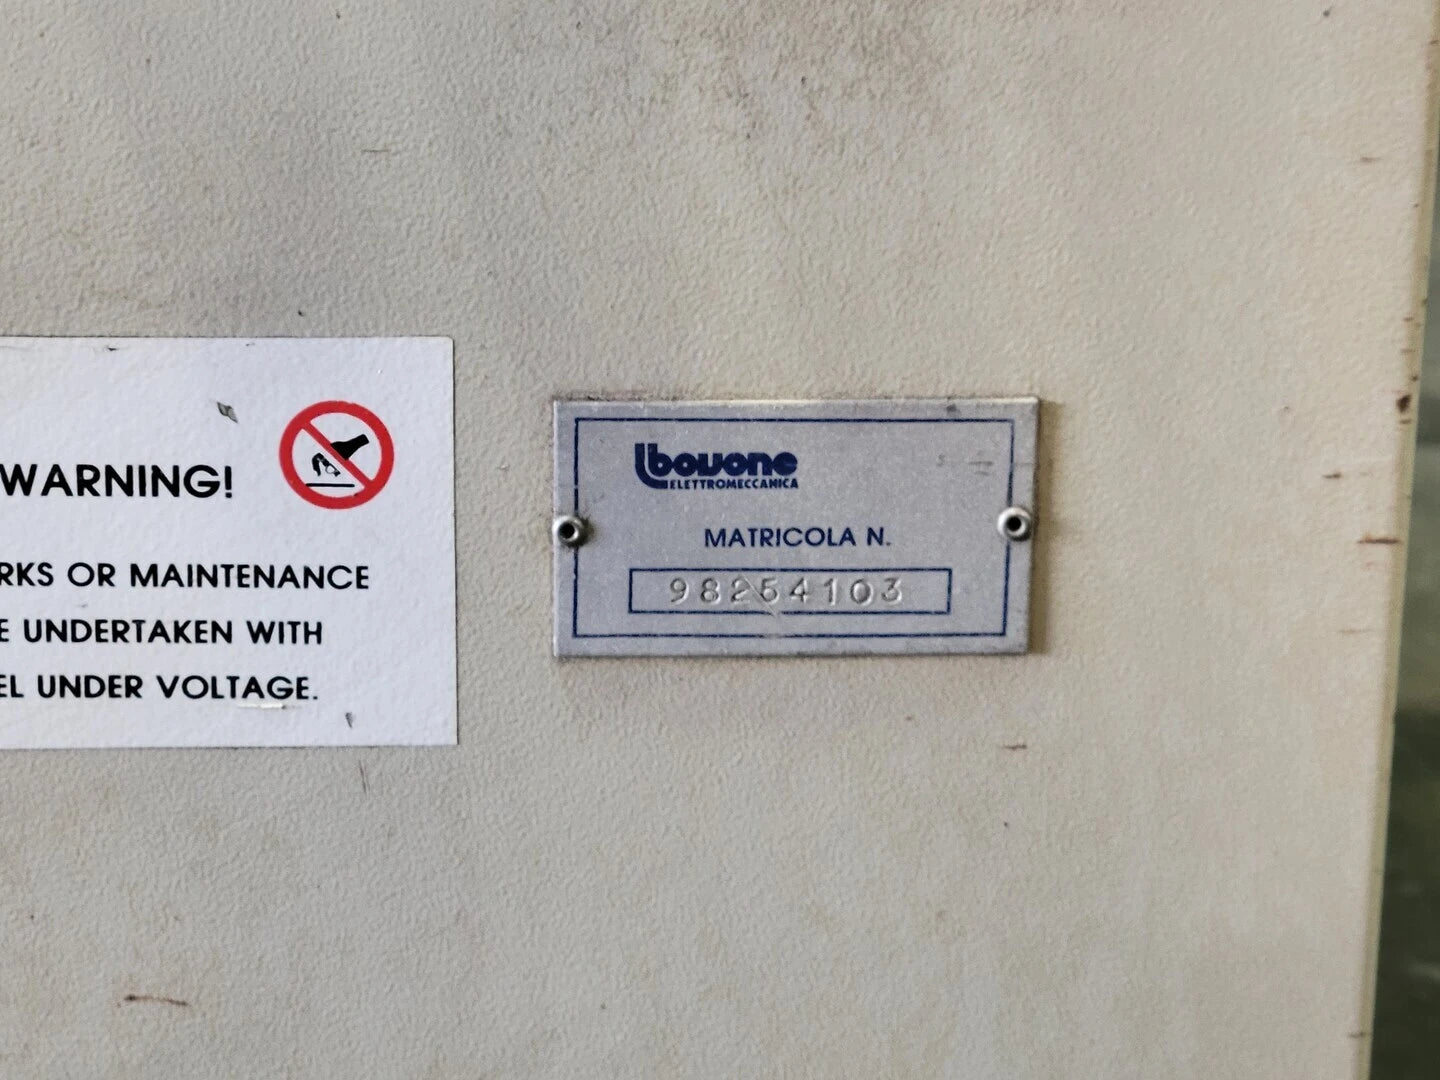 WARNING!
RKS OR MAINTENANCE
E UNDERTAKEN WITH
EL UNDER VOLTAGE.
bovone
ELETTROMECCANICA
MATRICOLA N.
98254103